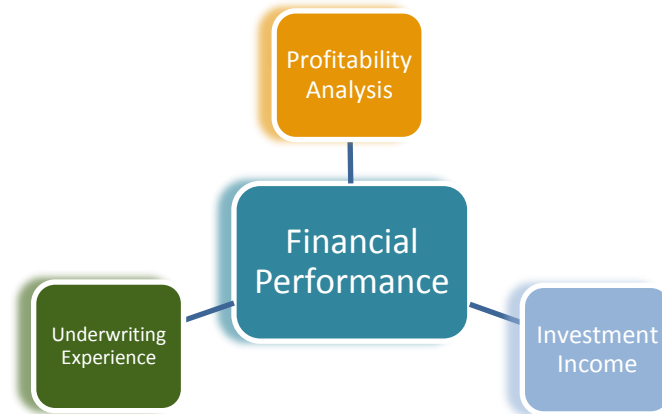 Profitability
Analysis
Financial
Performance
Underwriting
Experience
Investment
Income